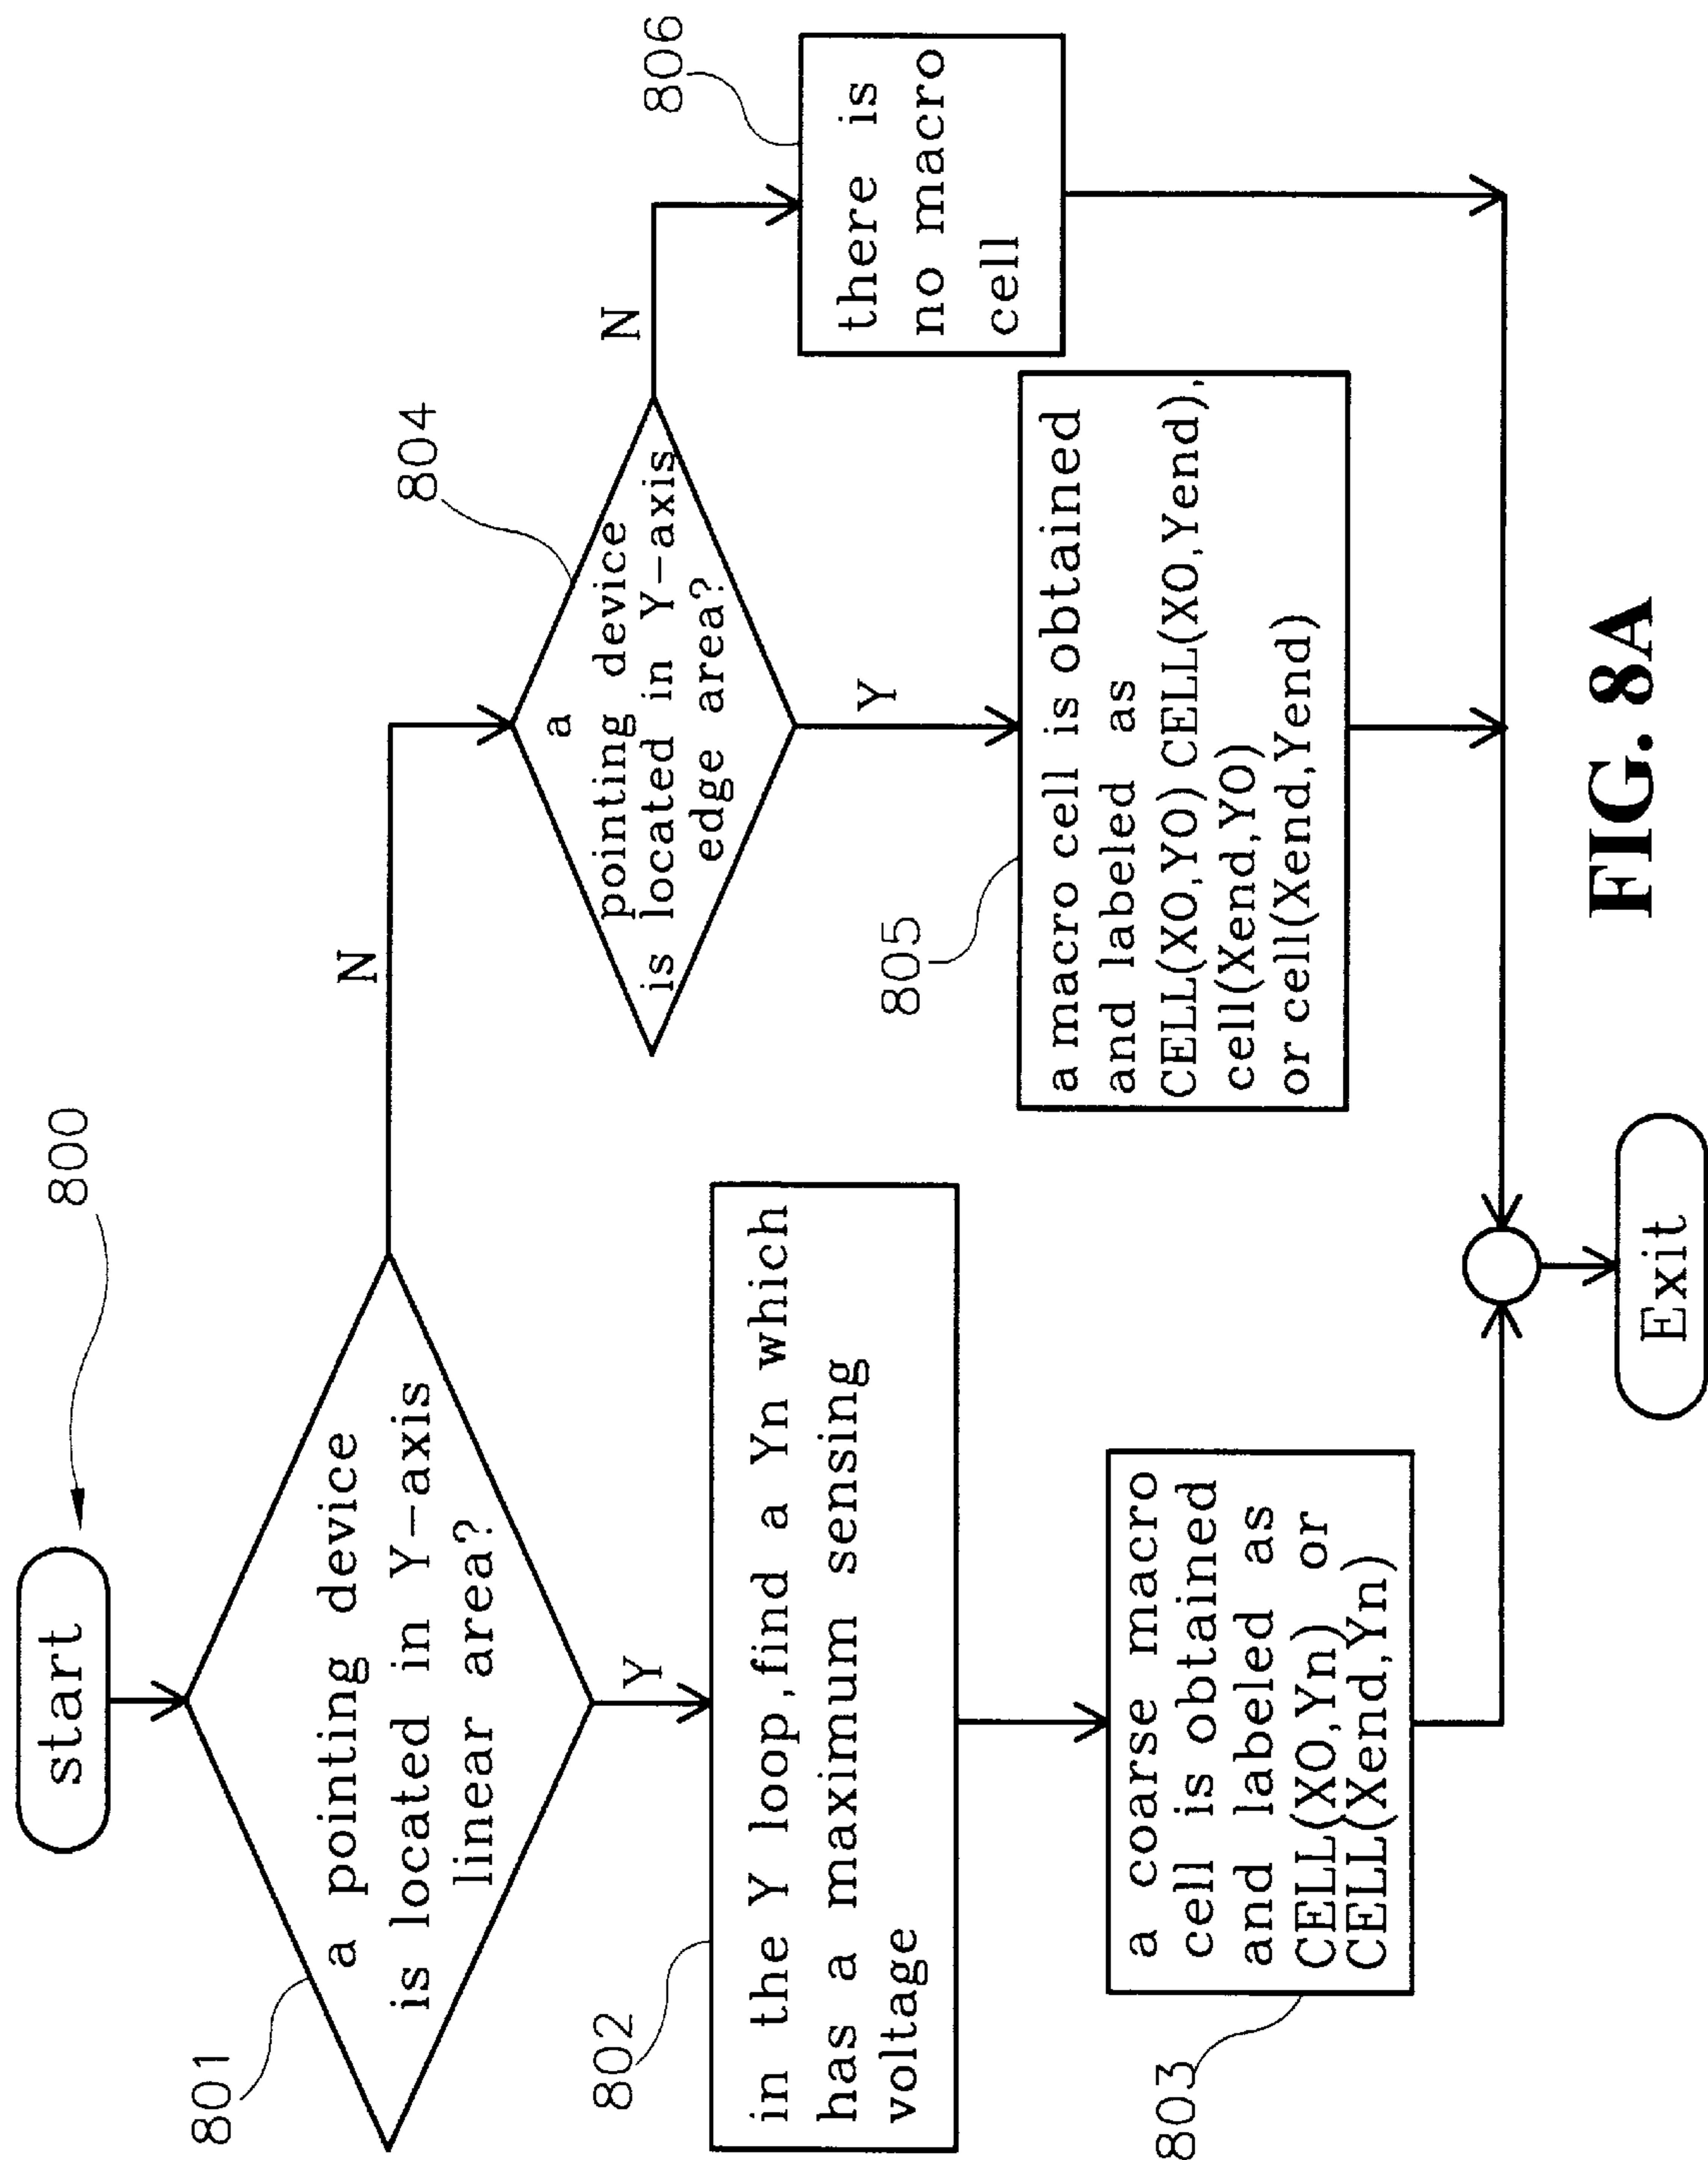 800
start
801
a pointing device
is located in Y-axis
linear area?
N
Y
804
a
pointing device
is located in Y-axis
edge area?
N
Y
802
in the Y loop,find a Yn which
has a maximum sensing
voltage
806
there is
no macro
cell
805
a macro cell is obtained
and labeled as
CELL(X0,Y0) CELL(X0,Yend),
cell(Xend,Y0)
or cell(Xend,Yend)
803
a coarse macro
cell is obtained
and labeled as
CELL(X0,Yn) or
CELL(Xend,Yn)
Exit
FIG. 8A